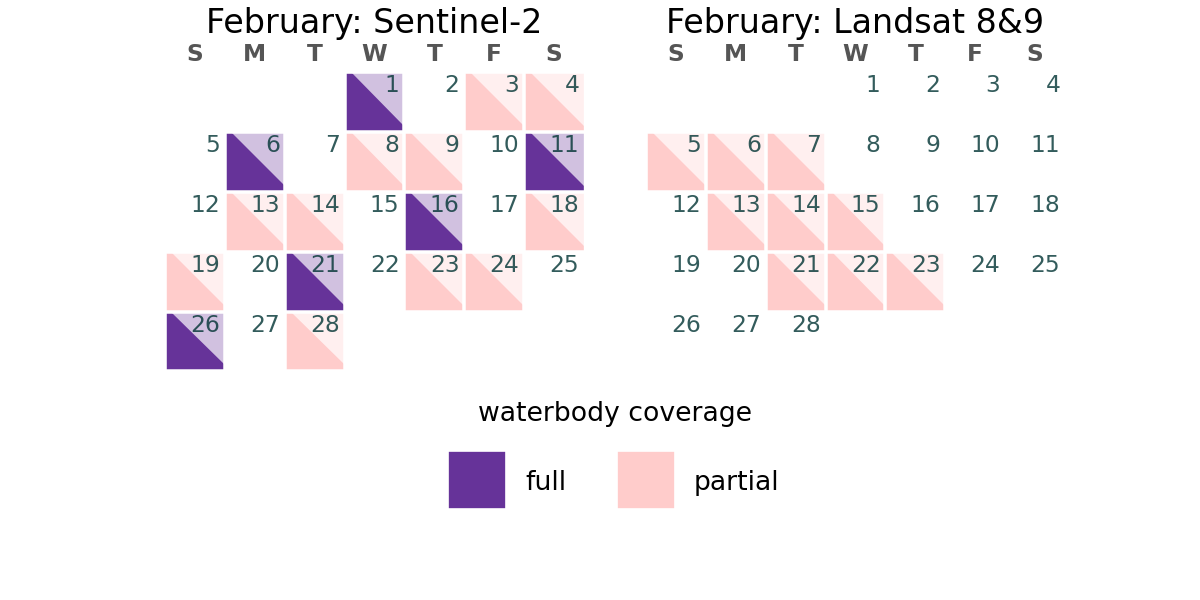 February: Sentinel-2
S M T W T F S
1 2 3 4
5 6 7 8 9 10 11
12 13 14 15 16 17 18
19 20 21 22 23 24 25
26 27 28
February: Landsat 8&9
S M T W T F S
1 2 3 4
5 6 7 8 9 10 11
12 13 14 15 16 17 18
19 20 21 22 23 24 25
26 27 28
waterbody coverage
full
partial